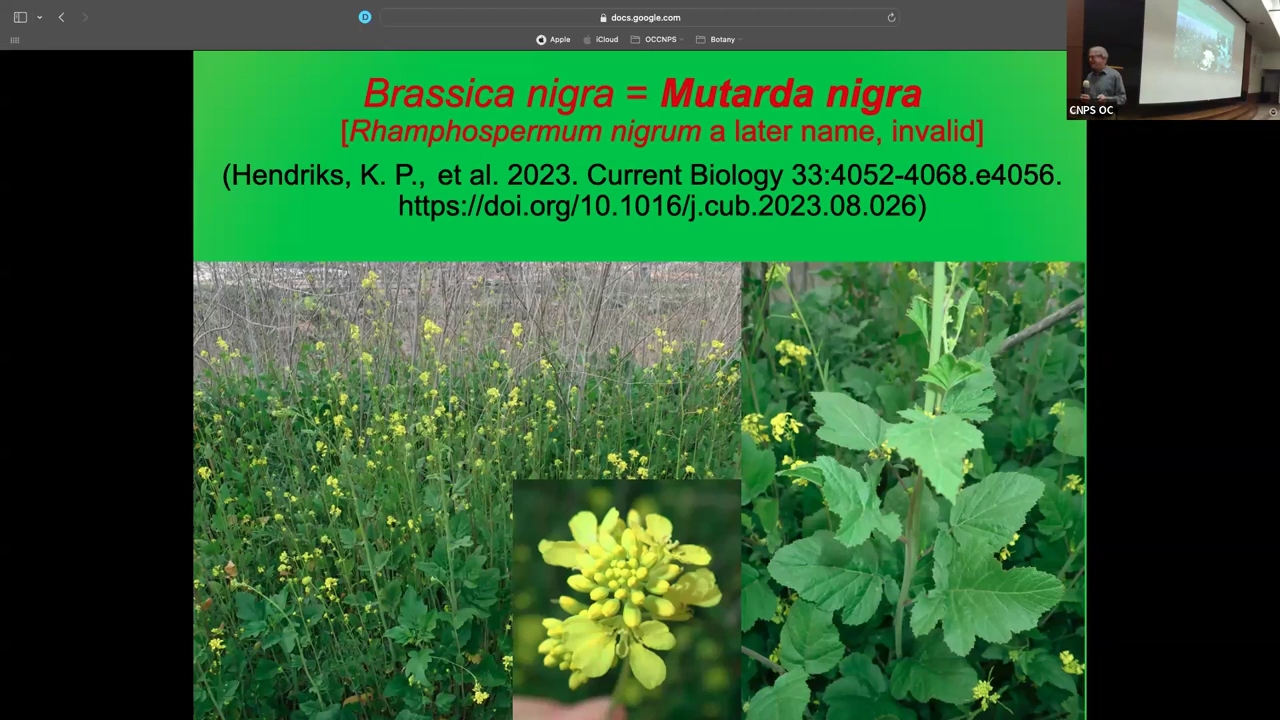 docs.google.com
Apple
iCloud
OCCNPS
Botany
CNPS OC
Brassica nigra = Mutarda nigra
[Rhamphospermum nigrum a later name, invalid]
(Hendriks, K. P., et al. 2023. Current Biology 33:4052-4068.e4056.
https://doi.org/10.1016/j.cub.2023.08.026)